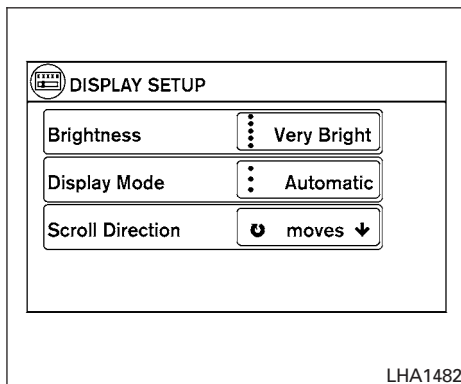 DISPLAY SETUP
Brightness Very Bright
Display Mode Automatic
Scroll Direction moves
LHA1482